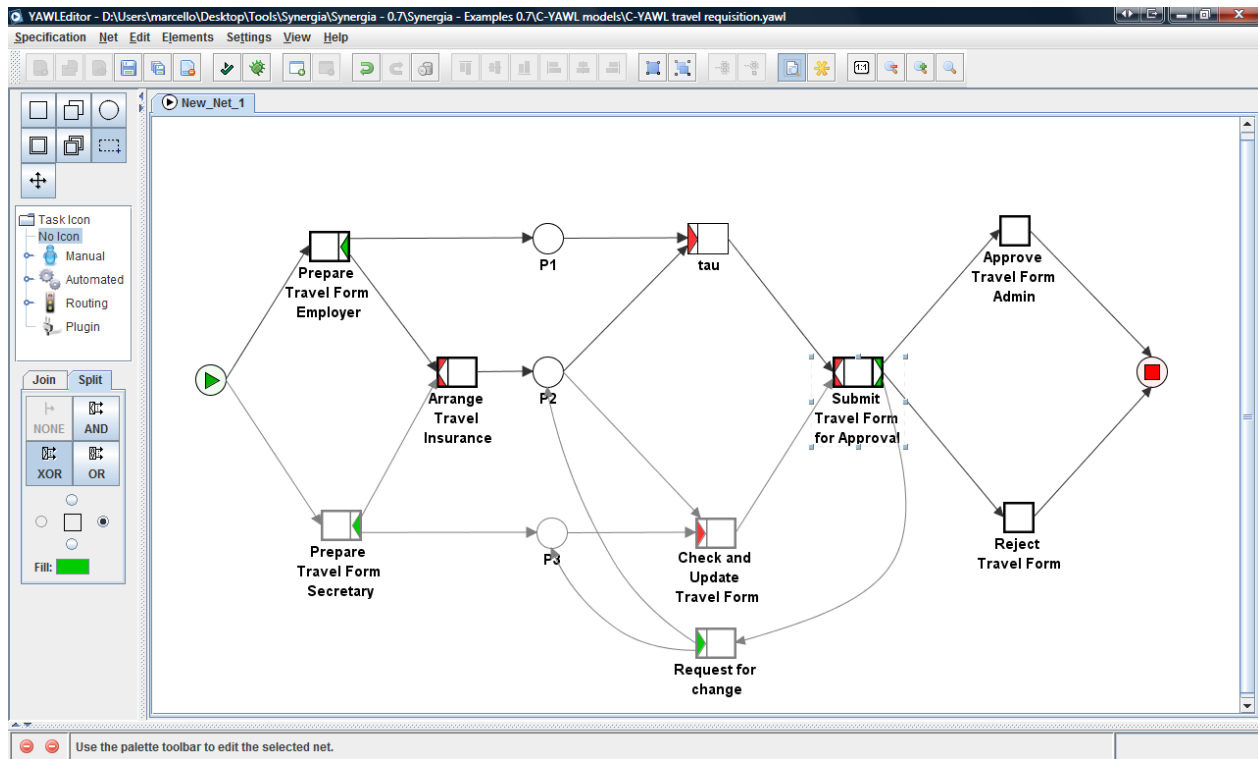 YAWLEditor - D:\Users\marcello\Desktop\Tools\Synergia\Synergia - 0.7\Synergia - Examples 0.7\C-YAWL models\C-YAWL travel requisition.yawl
Specification Net Edit Elements Settings View Help
1:1
New_Net_1
Task Icon
No Icon
Manual
Automated
Routing
Plugin
Join Split
NONE AND
XOR OR
Fill:
Prepare
Travel Form
Employer
P1
tau
Approve
Travel Form
Admin
Arrange
Travel
Insurance
P2
Submit
Travel Form
for Approval
Prepare
Travel Form
Secretary
P3
Check and
Update
Travel Form
Reject
Travel Form
Request for
change
Use the palette toolbar to edit the selected net.